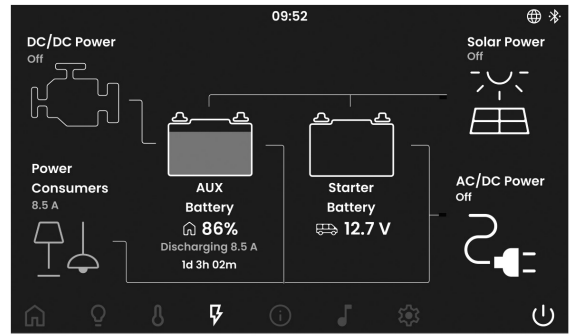 09:52
DC/DC Power
Off
Solar Power
Off
Power
Consumers
8.5 A
AUX
Battery
86%
Discharging 8.5 A
1d 3h 02m
Starter
Battery
12.7 V
AC/DC Power
Off